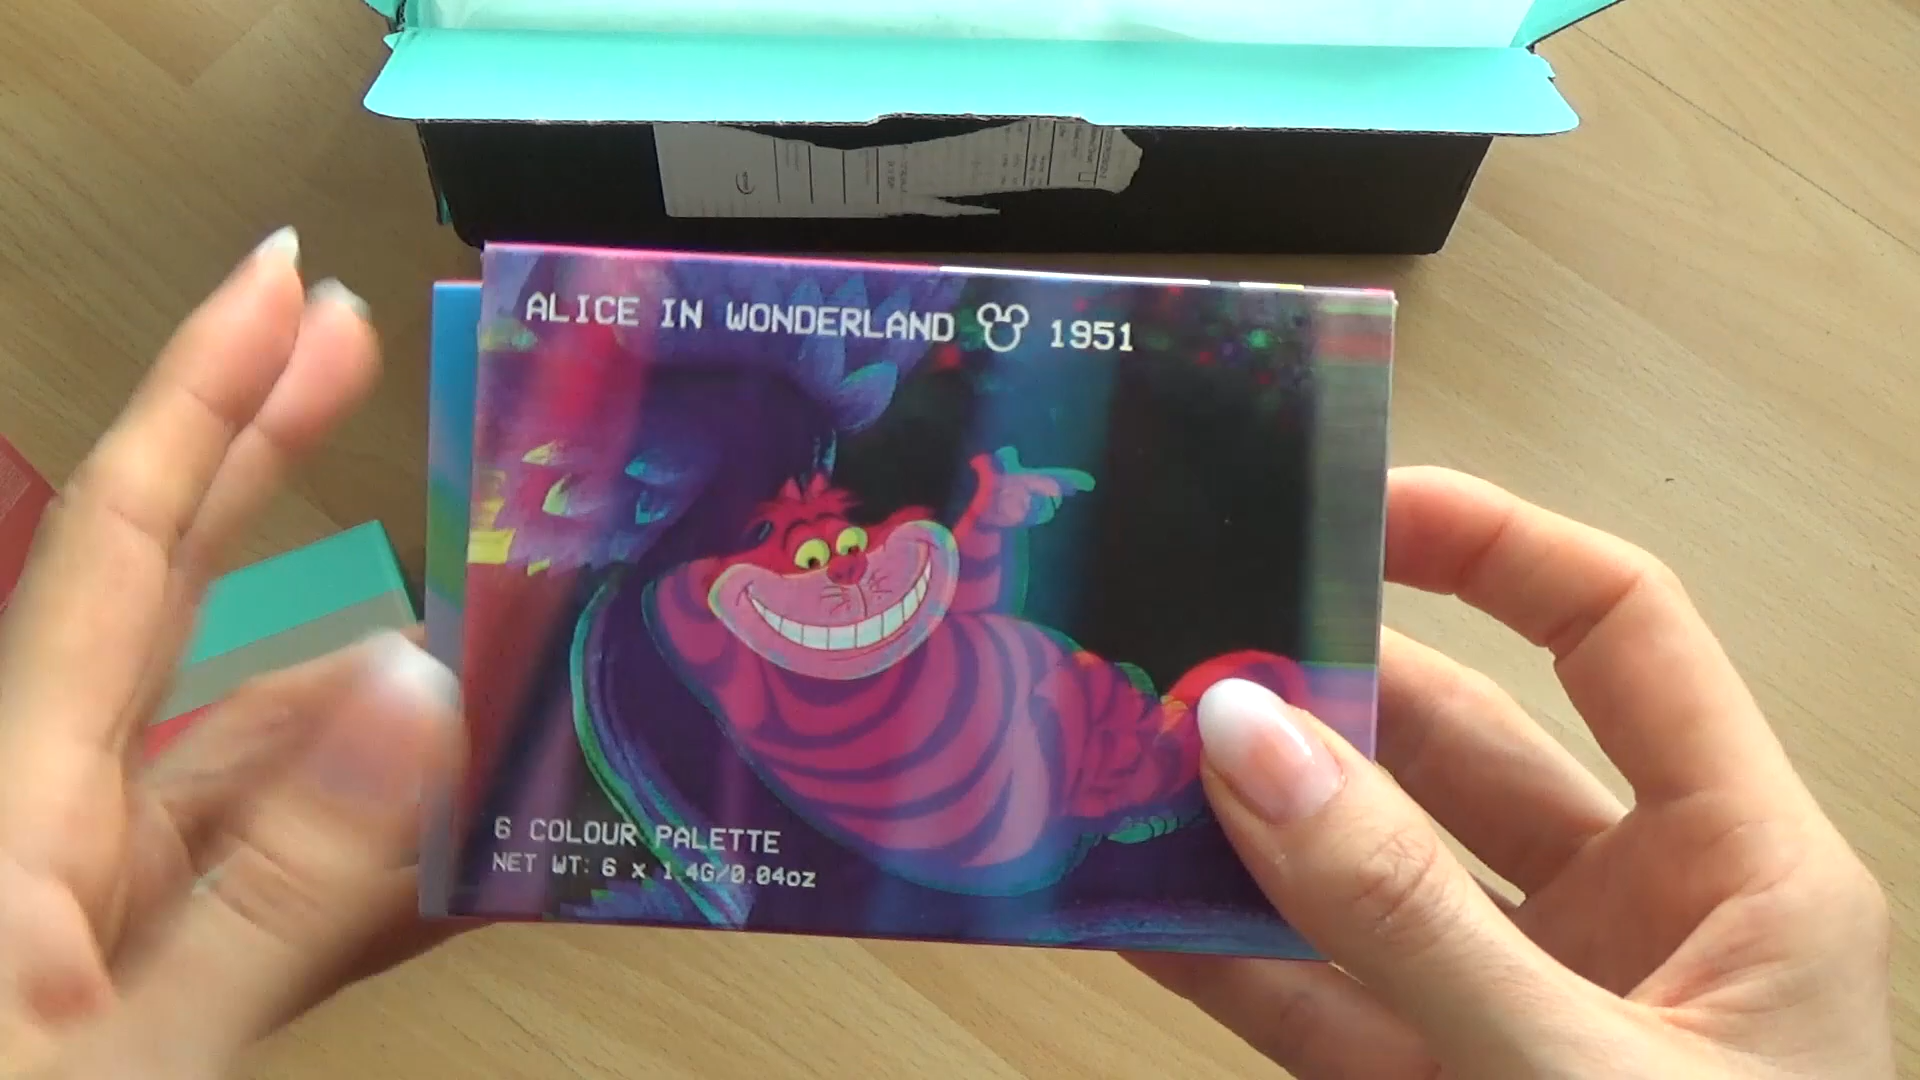 ALICE IN WONDERLAND 1951
6 COLOUR PALETTE
NET WT: 6 x 1.4G/0.04oz